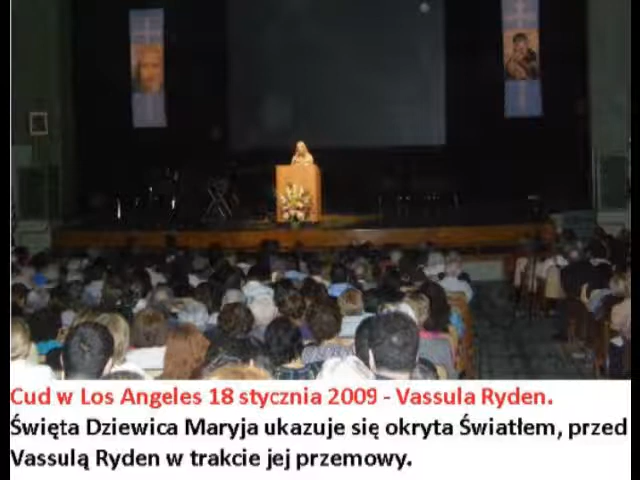 Cud w Los Angeles 18 stycznia 2009 - Vassula Ryden.
Święta Dziewica Maryja ukazuje się okryta Światłem, przed
Vassulą Ryden w trakcie jej przemowy.